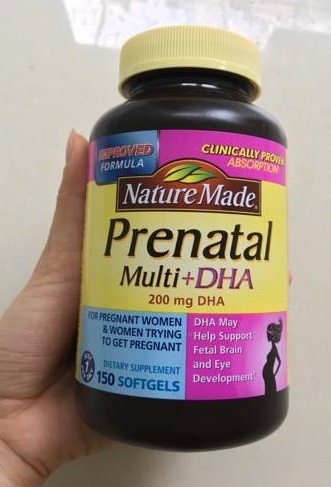 IMPROVED
FORMULA
CLINICALLY PROVEN
ABSORPTION
Nature Made®
Prenatal
Multi+DHA
200 mg DHA
FOR PREGNANT WOMEN
& WOMEN TRYING
TO GET PREGNANT
DIETARY SUPPLEMENT
150 SOFTGELS
DHA May
Help Support
Fetal Brain
and Eye
Development